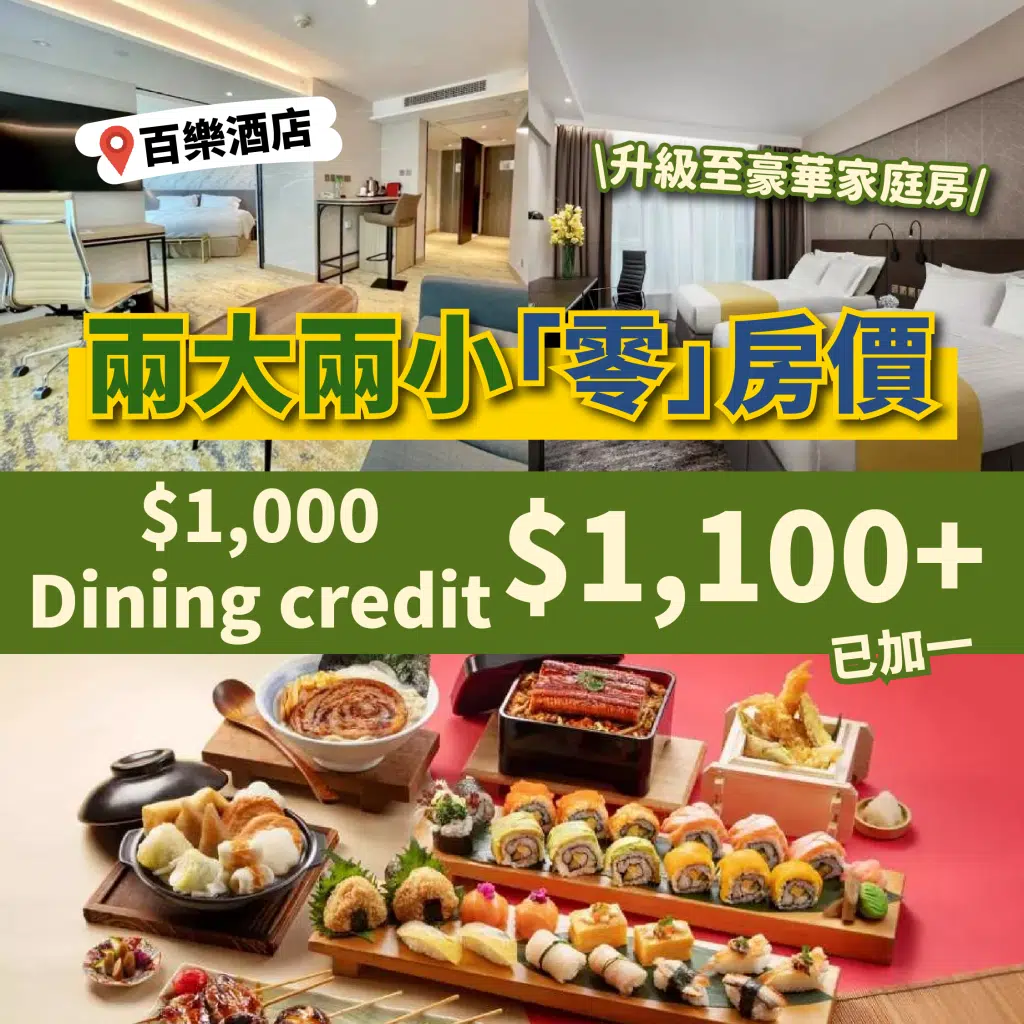 百樂酒店
\升級至豪華家庭房/
兩大兩小「零」房價
$1,000
Dining credit
$1,100+
已加一